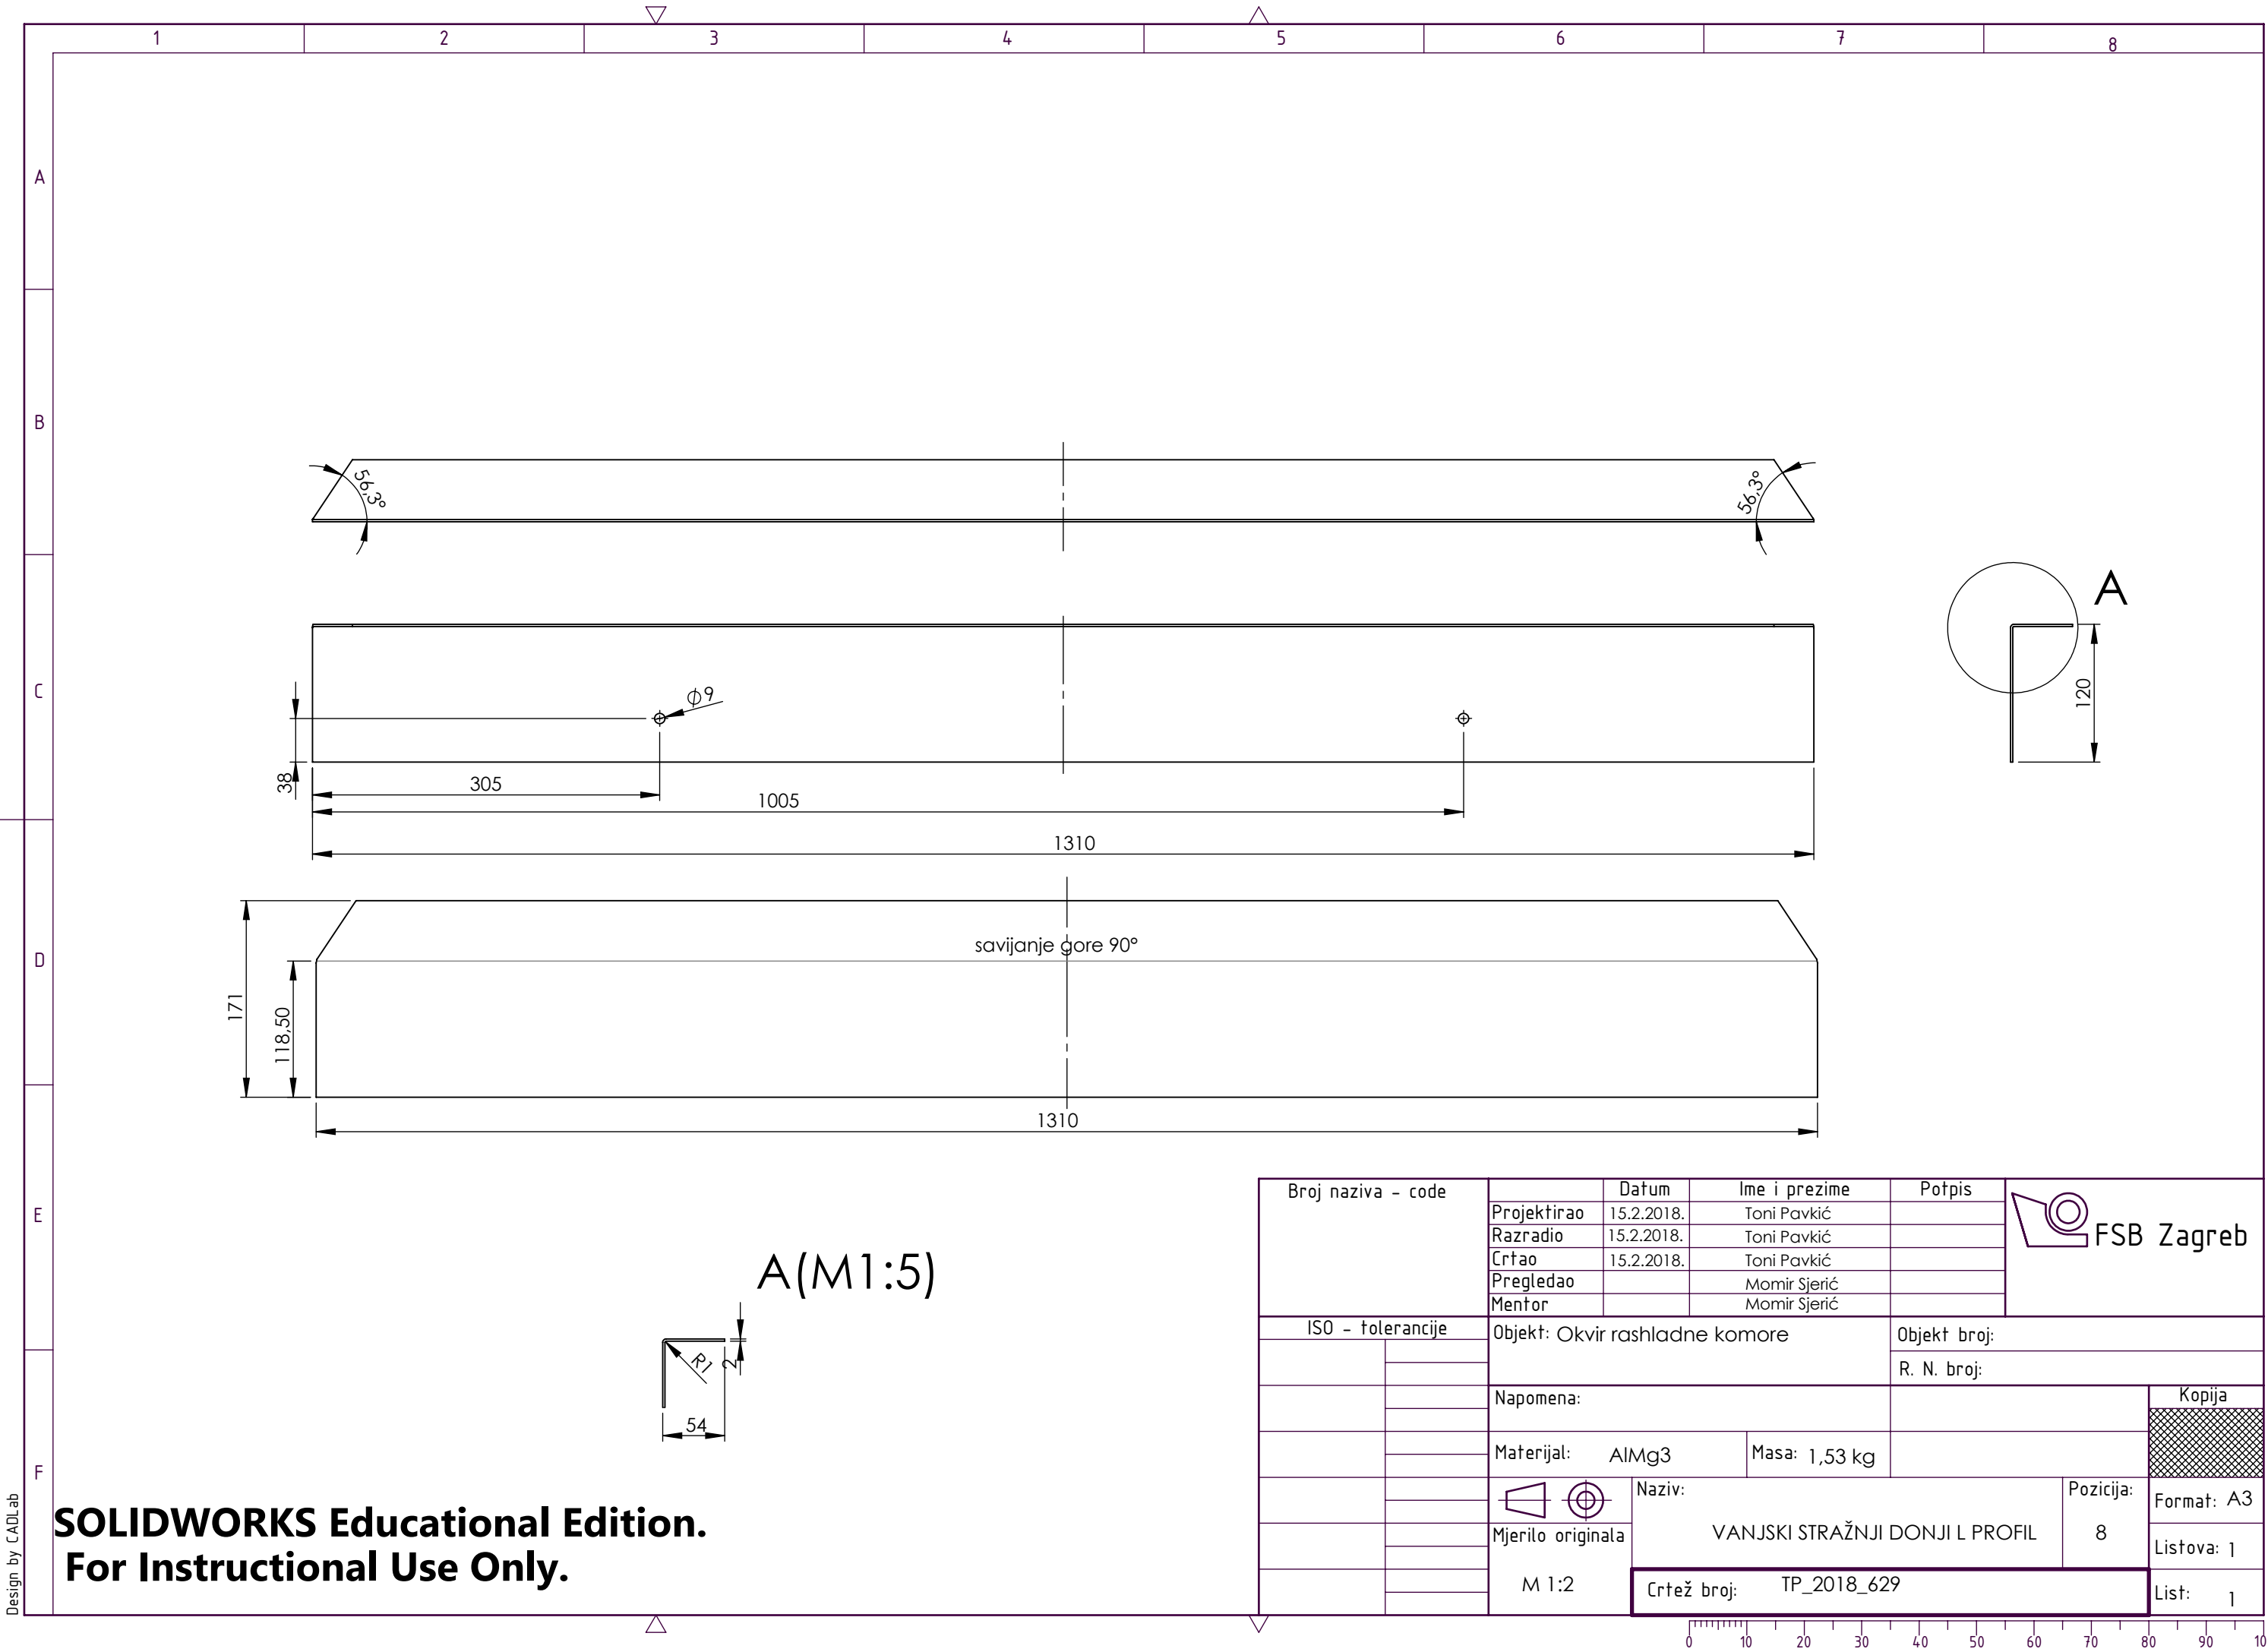 1 2 3 4 5 6 7 8
A
B
C
D
E
F
56,3°
56,3°
A
120
ϕ9
38
305
1005
1310
savijanje gore 90°
171
118,50
1310
A(M1:5)
R1
2
54
SOLIDWORKS Educational Edition.
For Instructional Use Only.
Design by CADLab
Broj naziva - code
Datum Ime i prezime Potpis
Projektirao 15.2.2018. Toni Pavkić
Razradio 15.2.2018. Toni Pavkić
Crtao 15.2.2018. Toni Pavkić
Pregledao Momir Sjerić
Mentor Momir Sjerić
FSB Zagreb
ISO - tolerancije
Objekt: Okvir rashladne komore
Objekt broj:
R. N. broj:
Napomena:
Kopija
Materijal: AlMg3
Masa: 1,53 kg
Naziv:
VANJSKI STRAŽNJI DONJI L PROFIL
Pozicija:
8
Format: A3
Mjerilo originala
M 1:2
Listova: 1
Crtež broj: TP_2018_629
List: 1
0 10 20 30 40 50 60 70 80 90 10